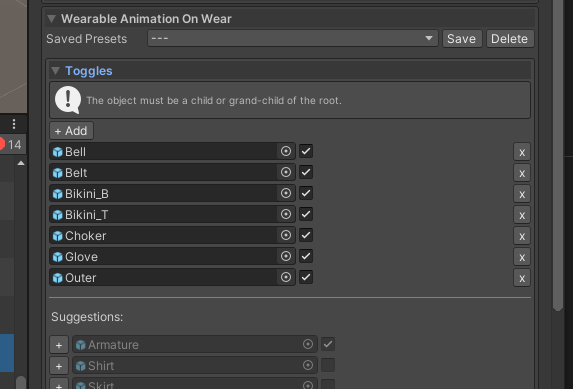 Wearable Animation On Wear
Saved Presets --- Save Delete
Toggles
The object must be a child or grand-child of the root.
+ Add
14
Bell x
Belt x
Bikini_B x
Bikini_T x
Choker x
Glove x
Outer x
Suggestions:
+ Armature
+ Shirt
+ Skirt